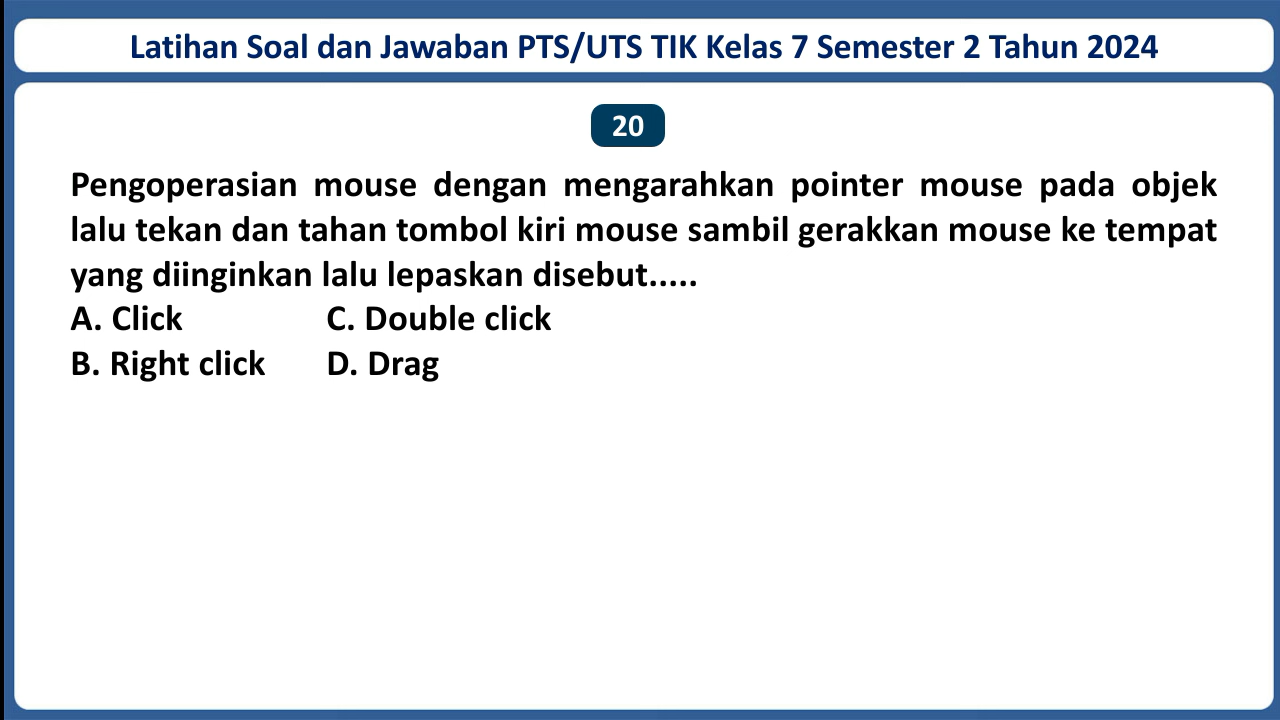 Latihan Soal dan Jawaban PTS/UTS TIK Kelas 7 Semester 2 Tahun 2024
20
Pengoperasian mouse dengan mengarahkan pointer mouse pada objek
lalu tekan dan tahan tombol kiri mouse sambil gerakkan mouse ke tempat
yang diinginkan lalu lepaskan disebut.....
A. Click C. Double click
B. Right click D. Drag